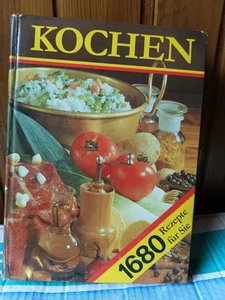 KOCHEN
1680 Rezepte
für Sie